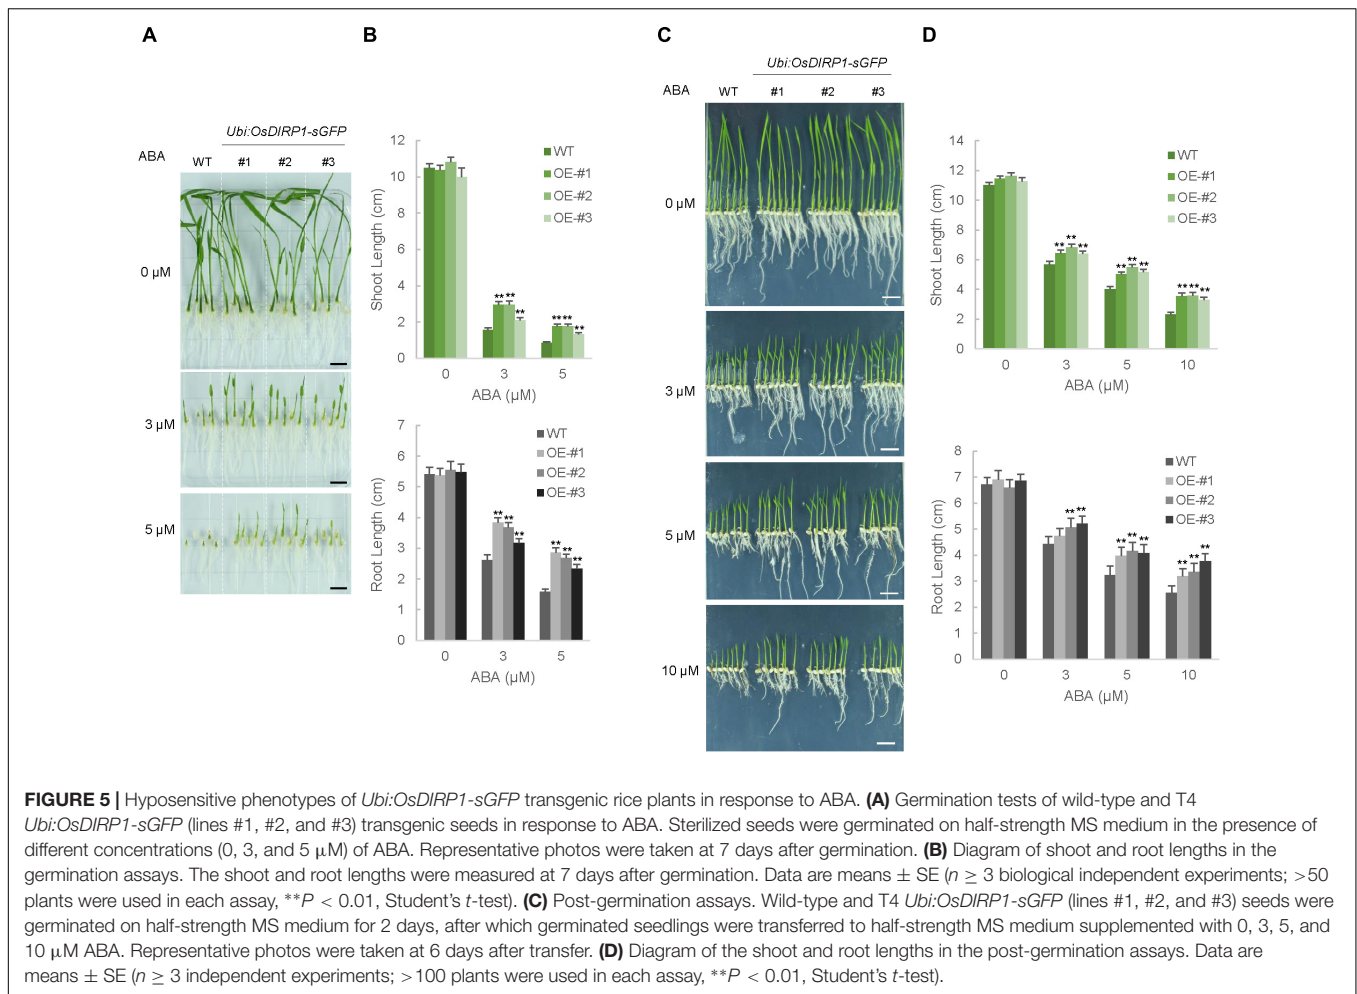 A
Ubi:OsDIRP1-sGFP
ABA WT #1 #2 #3
0 µM
3 µM
5 µM
B
12
10
8
6
4
2
0
Shoot Length (cm)
WT
OE-#1
OE-#2
OE-#3
** ** **
**** **
0 3 5
ABA (µM)
7
6
5
4
3
2
1
0
Root Length (cm)
WT
OE-#1
OE-#2
OE-#3
** ** **
** ** **
0 3 5
ABA (µM)
C
Ubi:OsDIRP1-sGFP
ABA WT #1 #2 #3
0 µM
3 µM
5 µM
10 µM
D
14
12
10
8
6
4
2
0
Shoot Length (cm)
WT
OE-#1
OE-#2
OE-#3
** ** **
** ** **
** ** **
0 3 5 10
ABA (µM)
8
7
6
5
4
3
2
1
0
Root Length (cm)
WT
OE-#1
OE-#2
OE-#3
** **
** ** **
** ** **
0 3 5 10
ABA (µM)
FIGURE 5 | Hyposensitive phenotypes of Ubi:OsDIRP1-sGFP transgenic rice plants in response to ABA. (A) Germination tests of wild-type and T4
Ubi:OsDIRP1-sGFP (lines #1, #2, and #3) transgenic seeds in response to ABA. Sterilized seeds were germinated on half-strength MS medium in the presence of
different concentrations (0, 3, and 5 µM) of ABA. Representative photos were taken at 7 days after germination. (B) Diagram of shoot and root lengths in the
germination assays. The shoot and root lengths were measured at 7 days after germination. Data are means ± SE (n ≥ 3 biological independent experiments; >50
plants were used in each assay, **P < 0.01, Student's t-test). (C) Post-germination assays. Wild-type and T4 Ubi:OsDIRP1-sGFP (lines #1, #2, and #3) seeds were
germinated on half-strength MS medium for 2 days, after which germinated seedlings were transferred to half-strength MS medium supplemented with 0, 3, 5, and
10 µM ABA. Representative photos were taken at 6 days after transfer. (D) Diagram of the shoot and root lengths in the post-germination assays. Data are
means ± SE (n ≥ 3 independent experiments; >100 plants were used in each assay, **P < 0.01, Student's t-test).